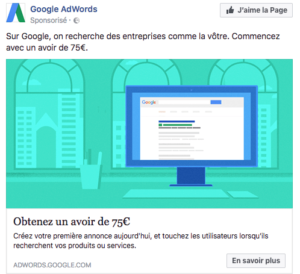 Google AdWords
J'aime la Page
Sponsorisé ·
Sur Google, on recherche des entreprises comme la vôtre. Commencez
avec un avoir de 75€.
Google
Obtenez un avoir de 75€
Créez votre première annonce aujourd'hui, et touchez les utilisateurs lorsqu'ils
recherchent vos produits ou services.
ADWORDS.GOOGLE.COM
En savoir plus